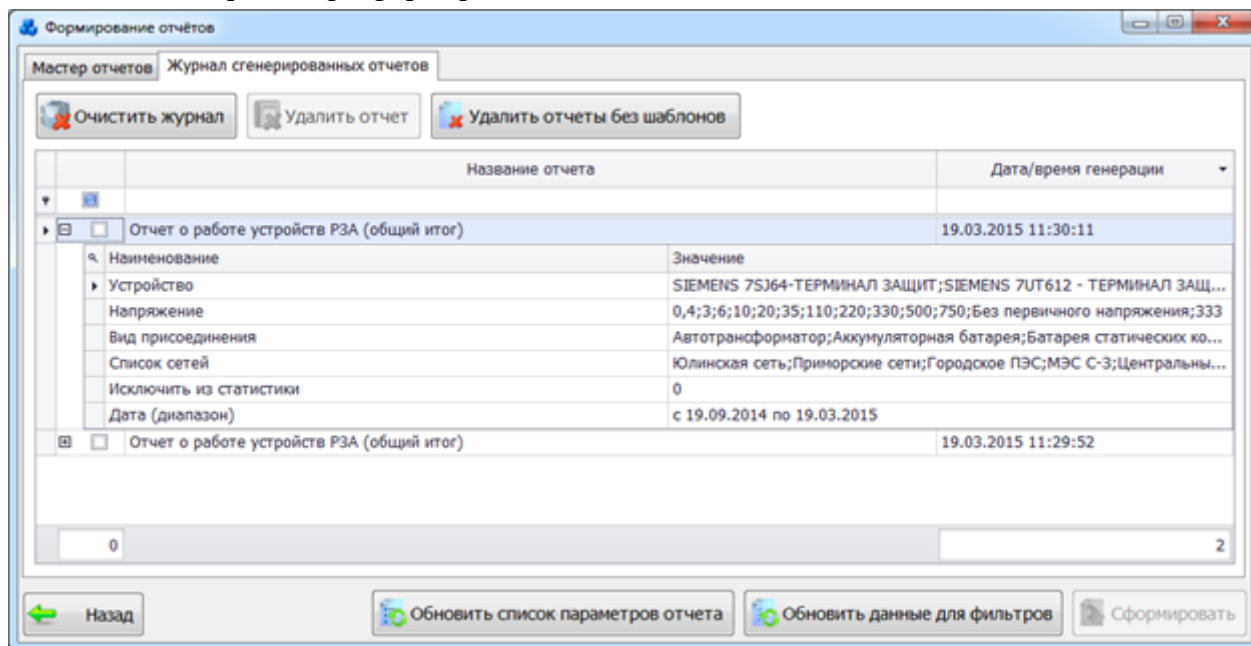 Формирование отчётов
Мастер отчетов Журнал сгенерированных отчетов
Очистить журнал Удалить отчет Удалить отчеты без шаблонов
Название отчета Дата/время генерации
Отчет о работе устройств РЗА (общий итог) 19.03.2015 11:30:11
Наименование Значение
Устройство SIEMENS 7SJ64-ТЕРМИНАЛ ЗАЩИТ;SIEMENS 7UT612 - ТЕРМИНАЛ ЗАЩ...
Напряжение 0,4;3;6;10;20;35;110;220;330;500;750;Без первичного напряжения;333
Вид присоединения Автотрансформатор;Аккумуляторная батарея;Батарея статических ко...
Список сетей Юлинская сеть;Приморские сети;Городское ПЭС;МЭС С-З;Центральны...
Исключить из статистики 0
Дата (диапазон) с 19.09.2014 по 19.03.2015
Отчет о работе устройств РЗА (общий итог) 19.03.2015 11:29:52
0 2
Назад Обновить список параметров отчета Обновить данные для фильтров Сформировать